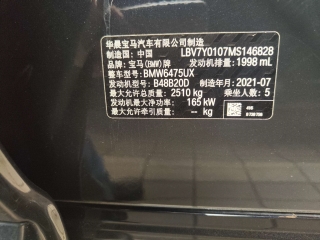 华晨宝马汽车有限公司制造
制造国：中国 LBV7Y0107MS146828
品牌：宝马(BMW)牌 发动机排量：1998 mL
整车型号：BMW6475UX
发动机型号：B48B20D 制造年月：2021-07
最大允许总质量：2510 kg 乘坐人数：5
发动机最大净功率：165 kW
最大允许牵引质量：-- kg